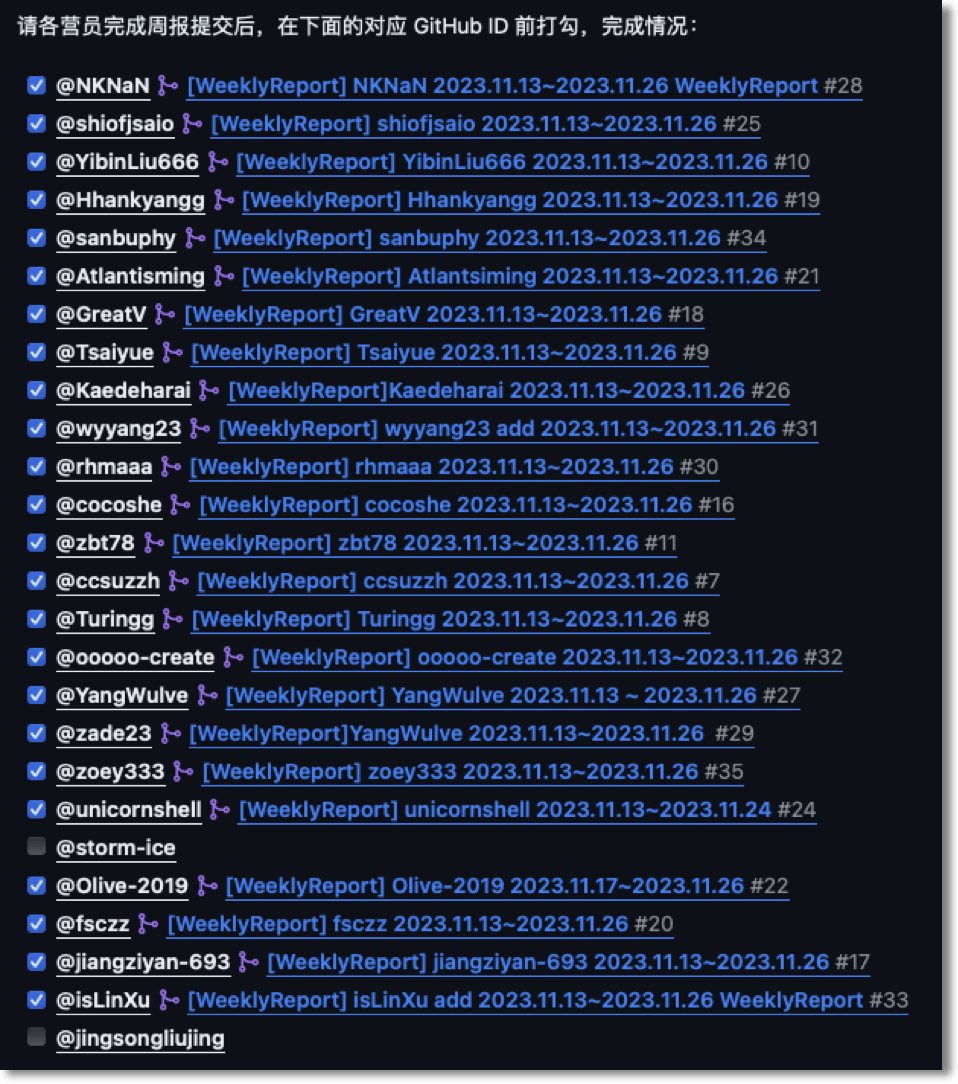 请各营员完成周报提交后，在下面的对应 GitHub ID 前打勾，完成情况：
@NKNaN [WeeklyReport] NKNaN 2023.11.13~2023.11.26 WeeklyReport #28
@shiofjsaio [WeeklyReport] shiofjsaio 2023.11.13~2023.11.26 #25
@YibinLiu666 [WeeklyReport] YibinLiu666 2023.11.13~2023.11.26 #10
@Hhankyangg [WeeklyReport] Hhankyangg 2023.11.13~2023.11.26 #19
@sanbuphy [WeeklyReport] sanbuphy 2023.11.13~2023.11.26 #34
@Atlantisming [WeeklyReport] Atlantsiming 2023.11.13~2023.11.26 #21
@GreatV [WeeklyReport] GreatV 2023.11.13~2023.11.26 #18
@Tsaiyue [WeeklyReport] Tsaiyue 2023.11.13~2023.11.26 #9
@Kaedeharai [WeeklyReport]Kaedeharai 2023.11.13~2023.11.26 #26
@wyyang23 [WeeklyReport] wyyang23 add 2023.11.13~2023.11.26 #31
@rhmaaa [WeeklyReport] rhmaaa 2023.11.13~2023.11.26 #30
@cocoshe [WeeklyReport] cocoshe 2023.11.13~2023.11.26 #16
@zbt78 [WeeklyReport] zbt78 2023.11.13~2023.11.26 #11
@ccsuzzh [WeeklyReport] ccsuzzh 2023.11.13~2023.11.26 #7
@Turingg [WeeklyReport] Turingg 2023.11.13~2023.11.26 #8
@ooooo-create [WeeklyReport] ooooo-create 2023.11.13~2023.11.26 #32
@YangWulve [WeeklyReport] YangWulve 2023.11.13 ~ 2023.11.26 #27
@zade23 [WeeklyReport]YangWulve 2023.11.13~2023.11.26 #29
@zoey333 [WeeklyReport] zoey333 2023.11.13~2023.11.26 #35
@unicornshell [WeeklyReport] unicornshell 2023.11.13~2023.11.24 #24
@storm-ice
@Olive-2019 [WeeklyReport] Olive-2019 2023.11.17~2023.11.26 #22
@fsczz [WeeklyReport] fsczz 2023.11.13~2023.11.26 #20
@jiangziyan-693 [WeeklyReport] jiangziyan-693 2023.11.13~2023.11.26 #17
@isLinXu [WeeklyReport] isLinXu add 2023.11.13~2023.11.26 WeeklyReport #33
@jingsongliujing